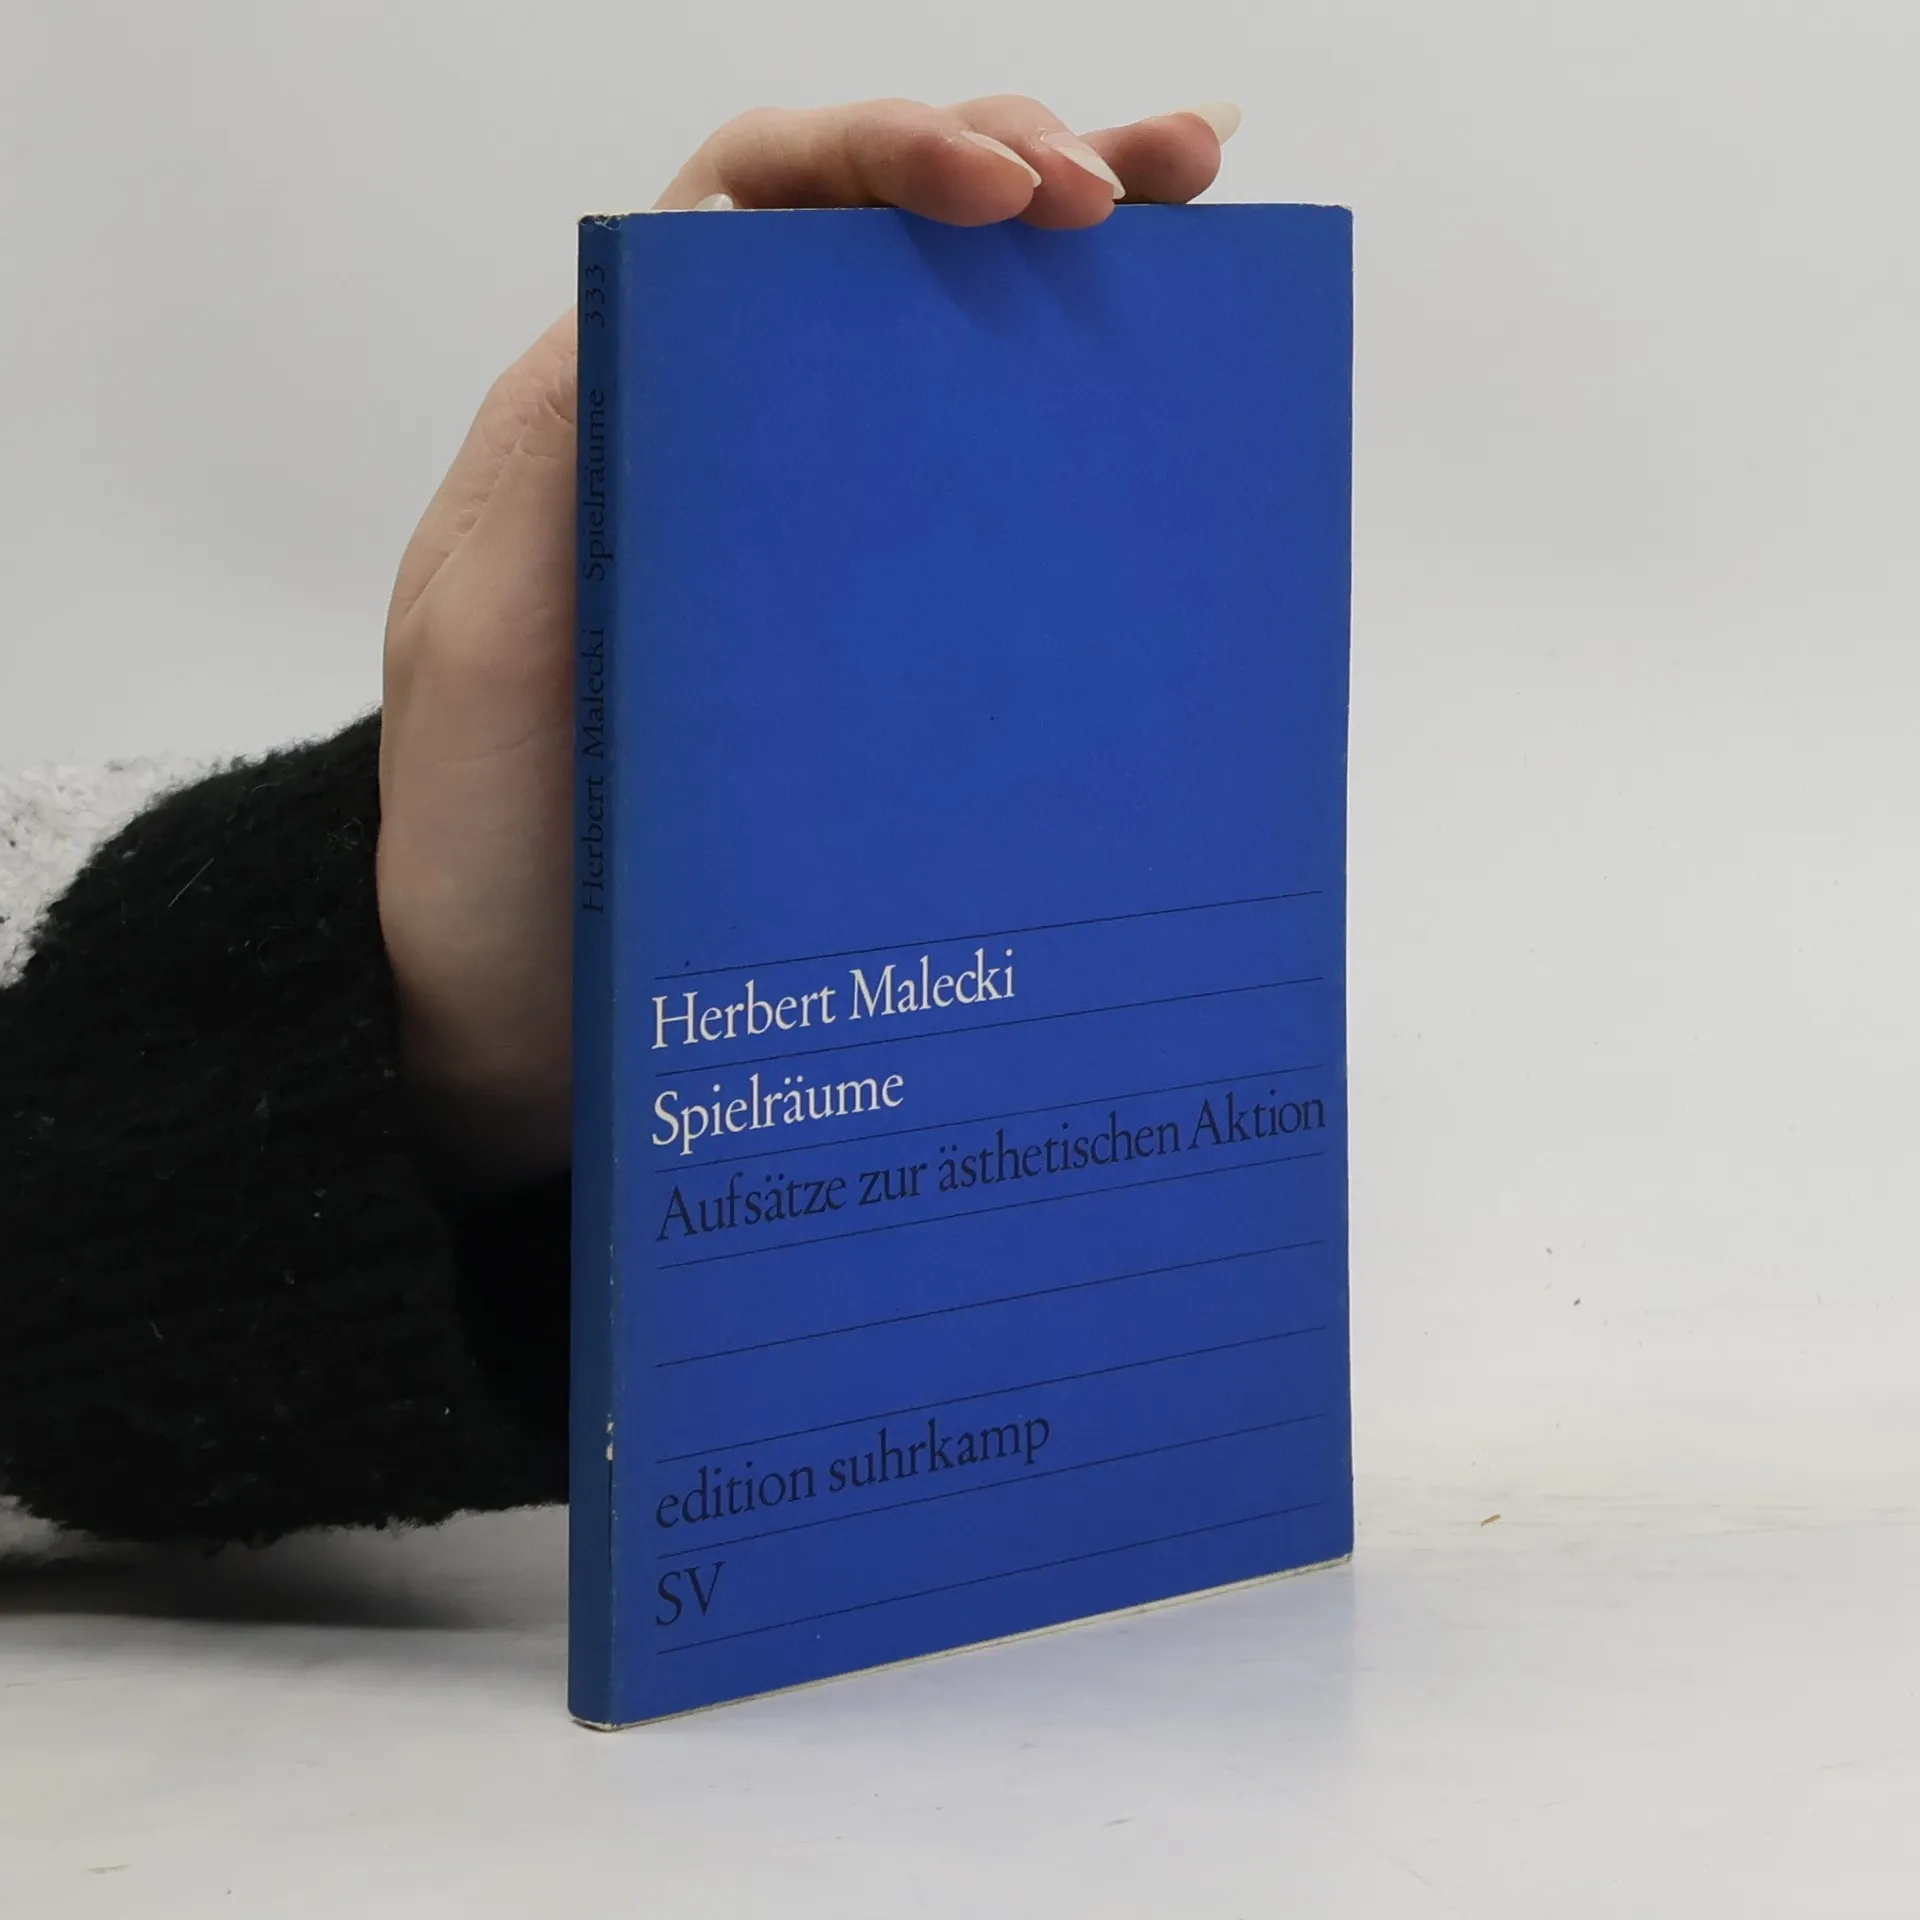 Herbert Malecki Spielräume 333
Herbert Malecki
Spielräume
Aufsätze zur ästhetischen Aktion
edition suhrkamp
SV